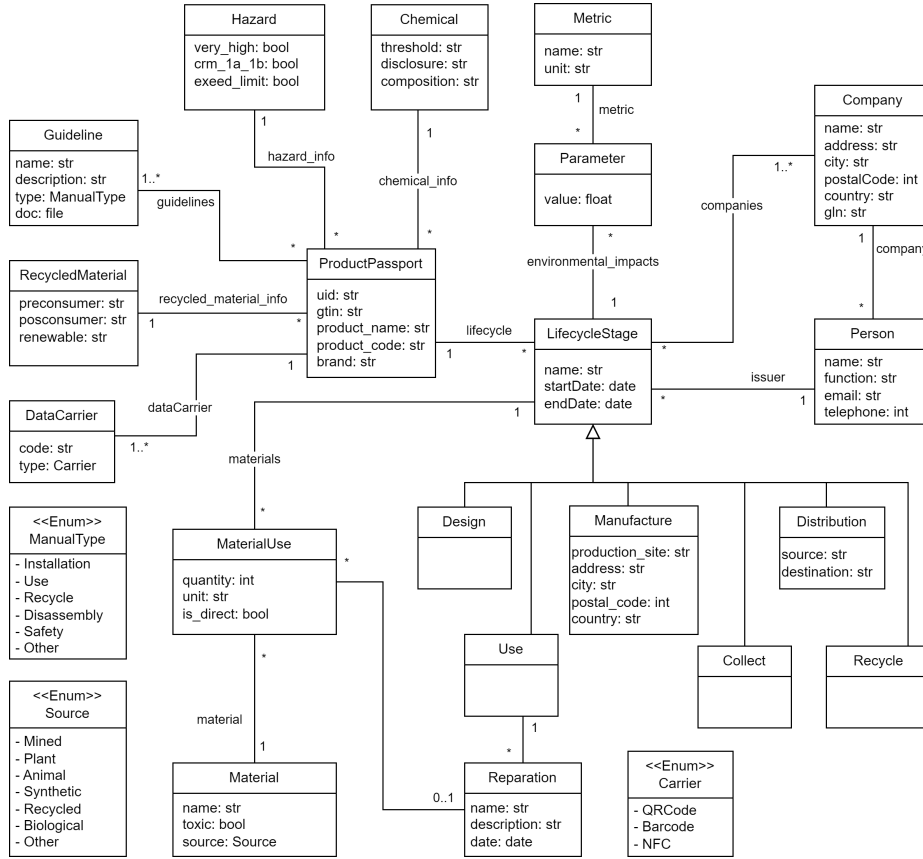 Hazard
very_high: bool
crm_1a_1b: bool
exeed_limit: bool
1
hazard_info
*
Chemical
threshold: str
disclosure: str
composition: str
1
chemical_info
*
Metric
name: str
unit: str
1
metric
*
Parameter
value: float
*
environmental_impacts
1
Company
name: str
address: str
city: str
postalCode: int
country: str
gln: str
1..*
companies
*
1
company
*
Guideline
name: str
description: str
type: ManualType
doc: file
1..*
guidelines
*
RecycledMaterial
preconsumer: str
posconsumer: str
renewable: str
recycled_material_info
1
*
ProductPassport
uid: str
gtin: str
product_name: str
product_code: str
brand: str
lifecycle
1
*
LifecycleStage
name: str
startDate: date
endDate: date
issuer
*
1
Person
name: str
function: str
email: str
telephone: int
DataCarrier
code: str
type: Carrier
1
dataCarrier
1..*
1
materials
*
<<Enum>>
ManualType
- Installation
- Use
- Recycle
- Disassembly
- Safety
- Other
MaterialUse
quantity: int
unit: str
is_direct: bool
*
*
material
1
Design
Manufacture
production_site: str
address: str
city: str
postal_code: int
country: str
Distribution
source: str
destination: str
Use
Collect
Recycle
1
*
<<Enum>>
Source
- Mined
- Plant
- Animal
- Synthetic
- Recycled
- Biological
- Other
Material
name: str
toxic: bool
source: Source
0..1
Reparation
name: str
description: str
date: date
<<Enum>>
Carrier
- QRCode
- Barcode
- NFC